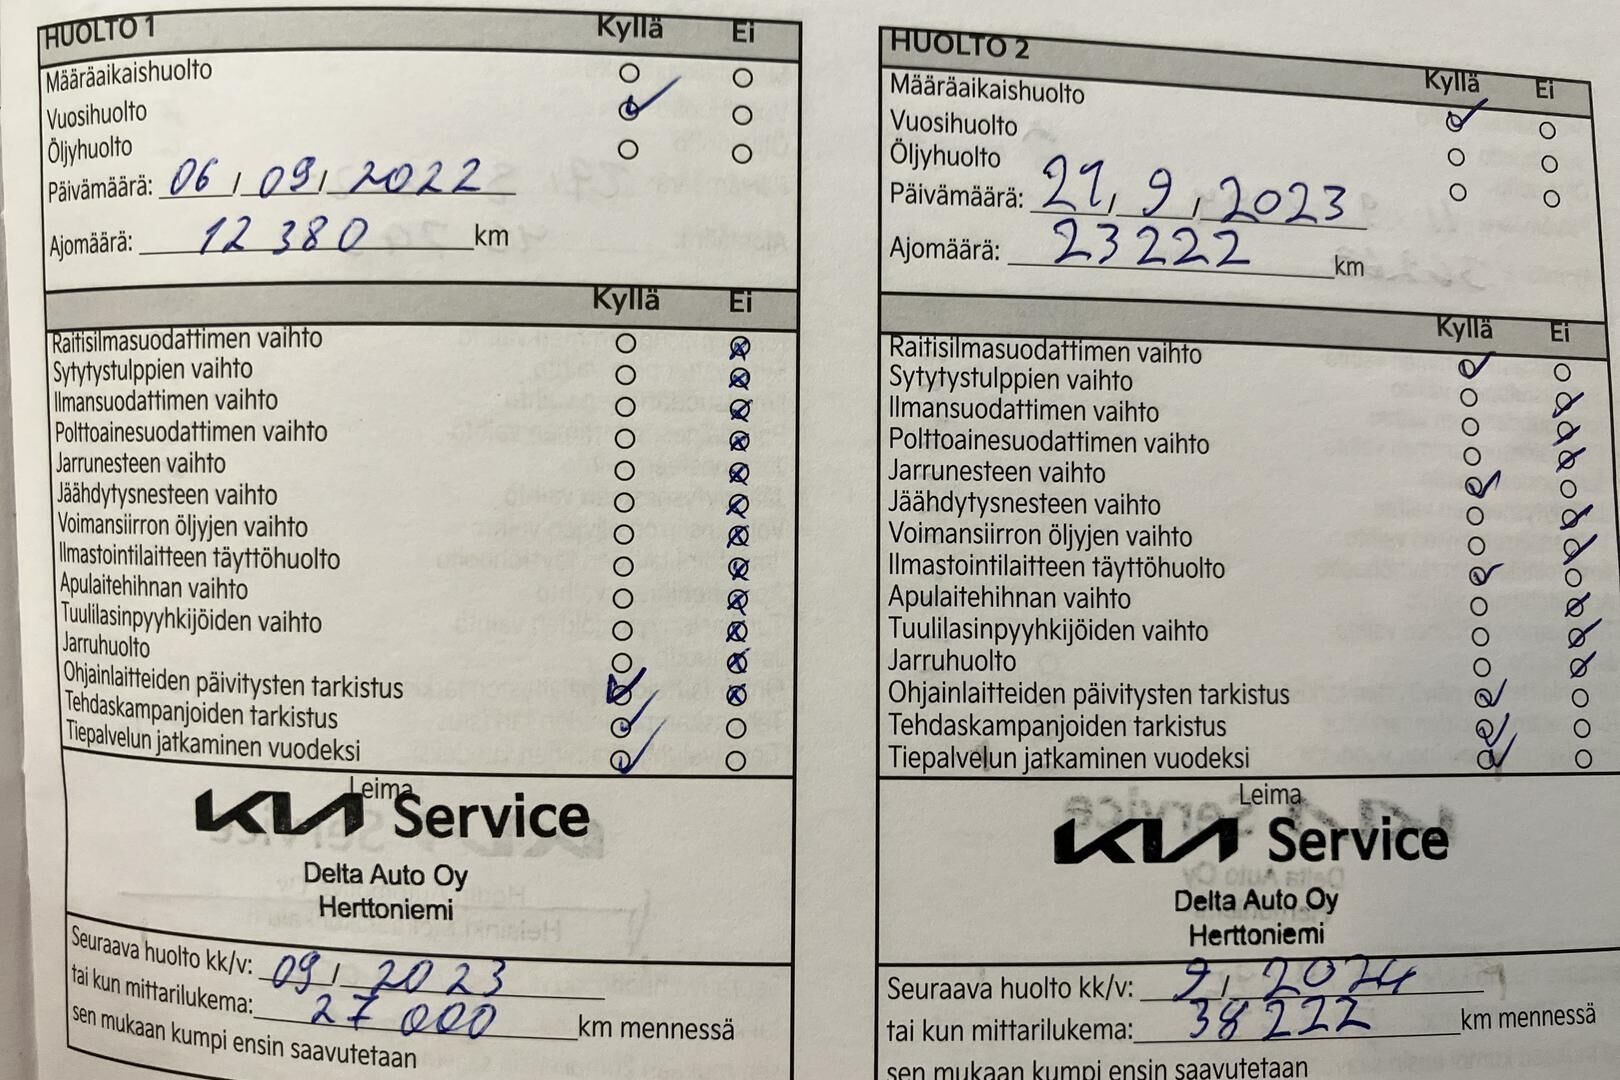 HUOLTO 1 Kyllä Ei
Määräaikaishuolto
Vuosihuolto
Öljyhuolto
Päivämäärä: 06 / 09 / 2022
Ajomäärä: 12 380 km
Kyllä Ei
Raitisilmasuodattimen vaihto
Sytytystulppien vaihto
Ilmansuodattimen vaihto
Polttoainesuodattimen vaihto
Jarrunesteen vaihto
Jäähdytysnesteen vaihto
Voimansiirron öljyjen vaihto
Ilmastointilaitteen täyttöhuolto
Apulaitehihnan vaihto
Tuulilasinpyyhkijöiden vaihto
Jarruhuolto
Ohjainlaitteiden päivitysten tarkistus
Tehdaskampanjoiden tarkistus
Tiepalvelun jatkaminen vuodeksi
Leima
KIA Service
Delta Auto Oy
Herttoniemi
Seuraava huolto kk/v: 09 / 2023
tai kun mittarilukema: 27 000 km mennessä
sen mukaan kumpi ensin saavutetaan
HUOLTO 2 Kyllä Ei
Määräaikaishuolto
Vuosihuolto
Öljyhuolto
Päivämäärä: 21 / 9 / 2023
Ajomäärä: 23222 km
Kyllä Ei
Raitisilmasuodattimen vaihto
Sytytystulppien vaihto
Ilmansuodattimen vaihto
Polttoainesuodattimen vaihto
Jarrunesteen vaihto
Jäähdytysnesteen vaihto
Voimansiirron öljyjen vaihto
Ilmastointilaitteen täyttöhuolto
Apulaitehihnan vaihto
Tuulilasinpyyhkijöiden vaihto
Jarruhuolto
Ohjainlaitteiden päivitysten tarkistus
Tehdaskampanjoiden tarkistus
Tiepalvelun jatkaminen vuodeksi
Leima
KIA Service
Delta Auto Oy
Herttoniemi
Seuraava huolto kk/v: 9 / 2024
tai kun mittarilukema: 38222 km mennessä
sen mukaan kumpi ensin saavutetaan